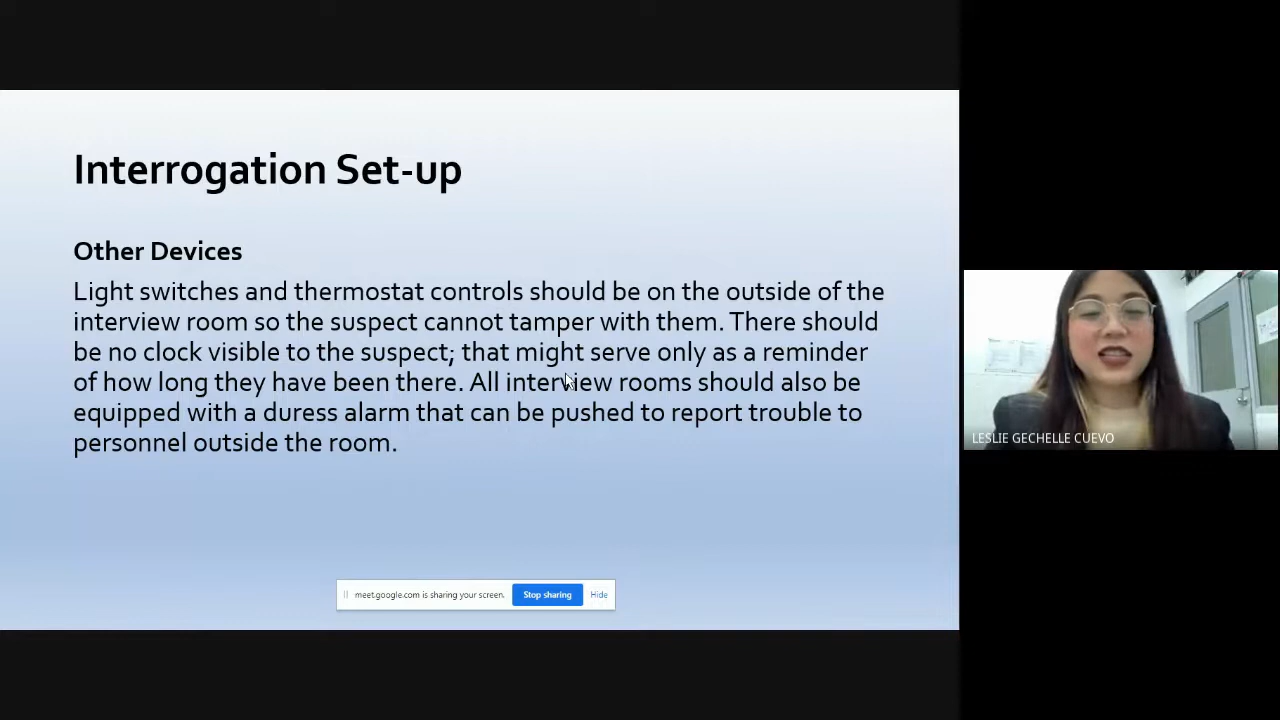 Interrogation Set-up
Other Devices
Light switches and thermostat controls should be on the outside of the
interview room so the suspect cannot tamper with them. There should
be no clock visible to the suspect; that might serve only as a reminder
of how long they have been there. All interview rooms should also be
equipped with a duress alarm that can be pushed to report trouble to
personnel outside the room.
meet.google.com is sharing your screen.
Stop sharing
Hide
LESLIE GECHELLE CUEVO